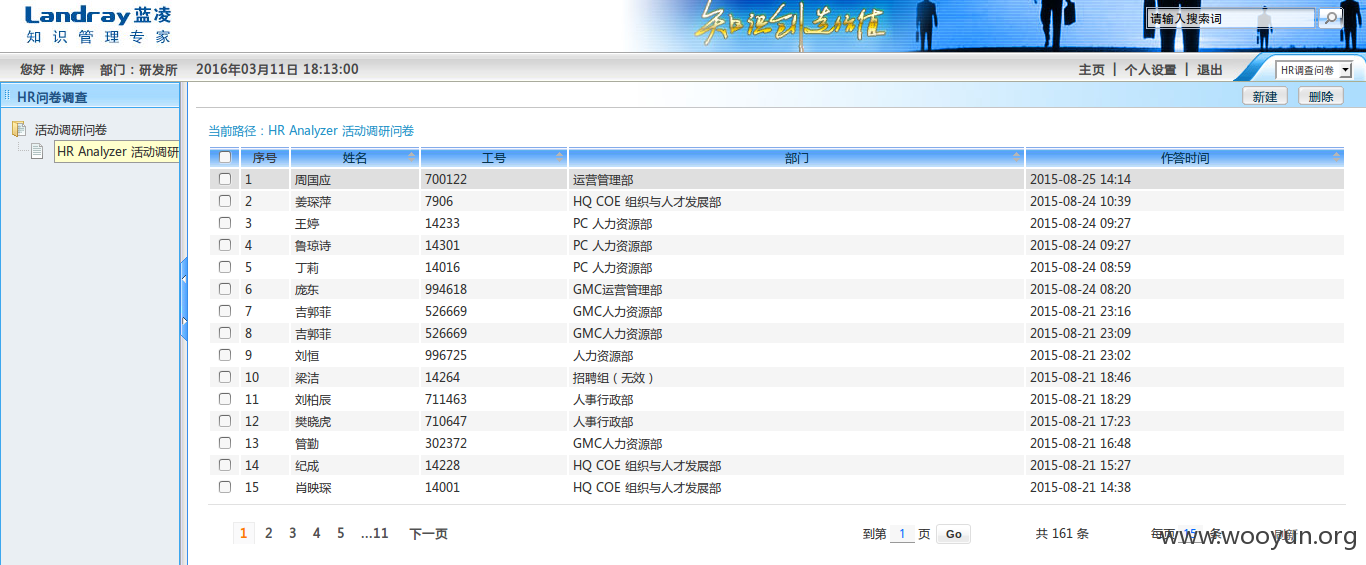 Landray 蓝凌
知识管理专家
知识创造价值
请输入搜索词
您好！陈辉 部门：研发所 2016年03月11日 18:13:00 主页 | 个人设置 | 退出 HR调查问卷
HR问卷调查
新建 删除
活动调研问卷
HR Analyzer 活动调研
当前路径：HR Analyzer 活动调研问卷
序号 姓名 工号 部门 作答时间
1 周国应 700122 运营管理部 2015-08-25 14:14
2 姜琛萍 7906 HQ COE 组织与人才发展部 2015-08-24 10:39
3 王婷 14233 PC 人力资源部 2015-08-24 09:27
4 鲁琼诗 14301 PC 人力资源部 2015-08-24 09:27
5 丁莉 14016 PC 人力资源部 2015-08-24 08:59
6 庞东 994618 GMC运营管理部 2015-08-24 08:20
7 吉郭菲 526669 GMC人力资源部 2015-08-21 23:16
8 吉郭菲 526669 GMC人力资源部 2015-08-21 23:09
9 刘恒 996725 人力资源部 2015-08-21 23:02
10 梁洁 14264 招聘组（无效） 2015-08-21 18:46
11 刘柏辰 711463 人事行政部 2015-08-21 18:29
12 樊晓虎 710647 人事行政部 2015-08-21 17:23
13 管勤 302372 GMC人力资源部 2015-08-21 16:48
14 纪成 14228 HQ COE 组织与人才发展部 2015-08-21 15:27
15 肖映琛 14001 HQ COE 组织与人才发展部 2015-08-21 14:38
1 2 3 4 5 ...11 下一页 到第 1 页 Go 共 161 条 每页 15 条 刷新
www.wooyun.org